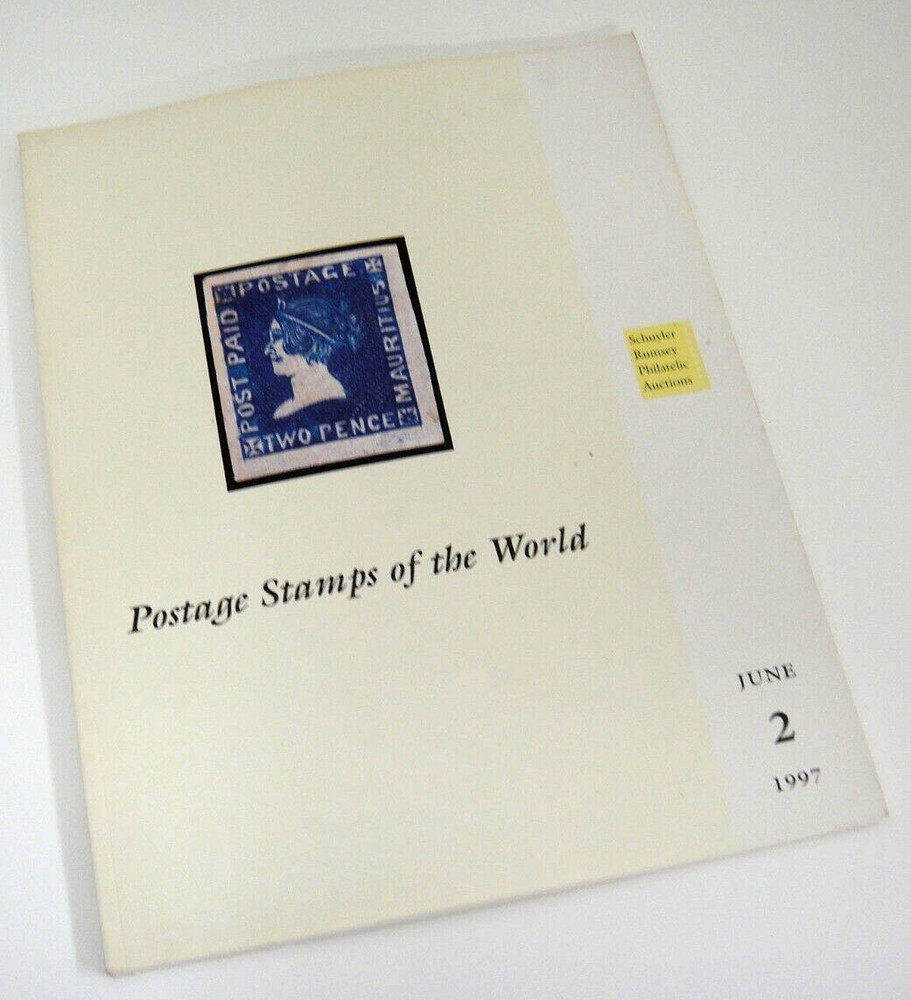 POSTAGE
POST PAID
MAURITIUS
TWO PENCE
Schuyler
Rumsey
Philatelic
Auctions
Postage Stamps of the World
JUNE
2
1997